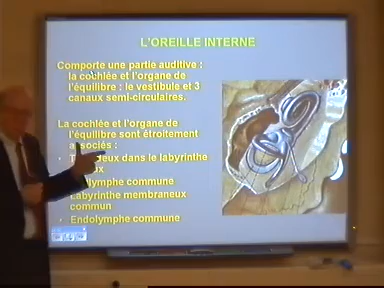 L'OREILLE INTERNE
Comporte une partie auditive :
la cochlée et l'organe de
l'équilibre : le vestibule et 3
canaux semi-circulaires.
La cochlée et l'organe de
l'équilibre sont étroitement
associés :
deux dans le labyrinthe
commune
Labyrinthe membraneux
commun
• Endolymphe commune